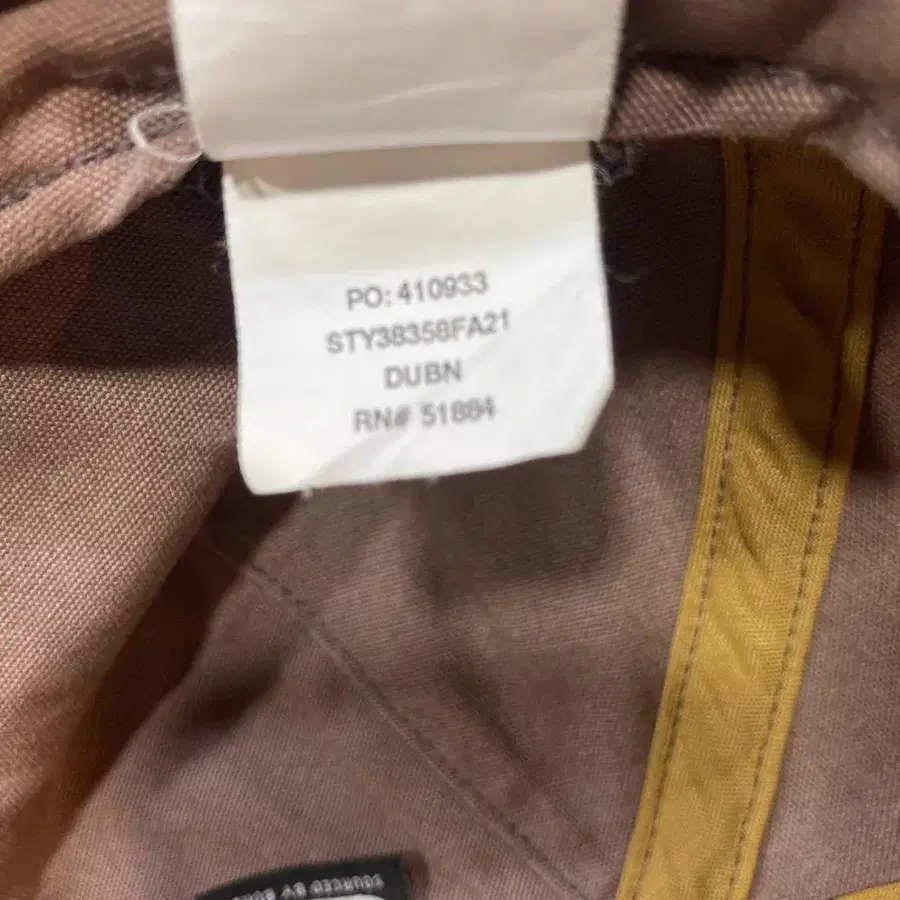 PO: 410933
STY38358FA21
DUBN
RN# 51884